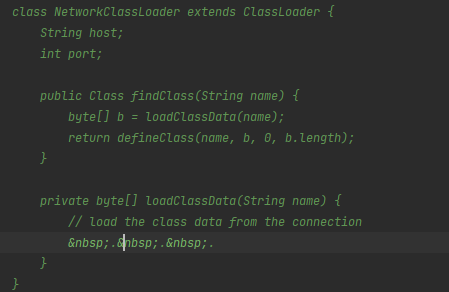 class NetworkClassLoader extends ClassLoader {
    String host;
    int port;

    public Class findClass(String name) {
        byte[] b = loadClassData(name);
        return defineClass(name, b, 0, b.length);
    }

    private byte[] loadClassData(String name) {
        // load the class data from the connection
        &nbsp;.&nbsp;.&nbsp;.
    }
}